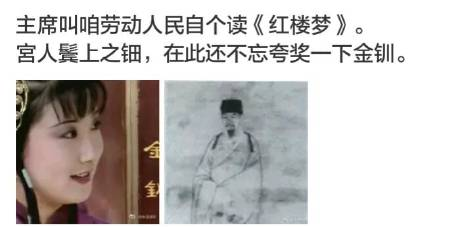 主席叫咱劳动人民自个读《红楼梦》。
宫人鬓上之钿，在此还不忘夸奖一下金钏。
金